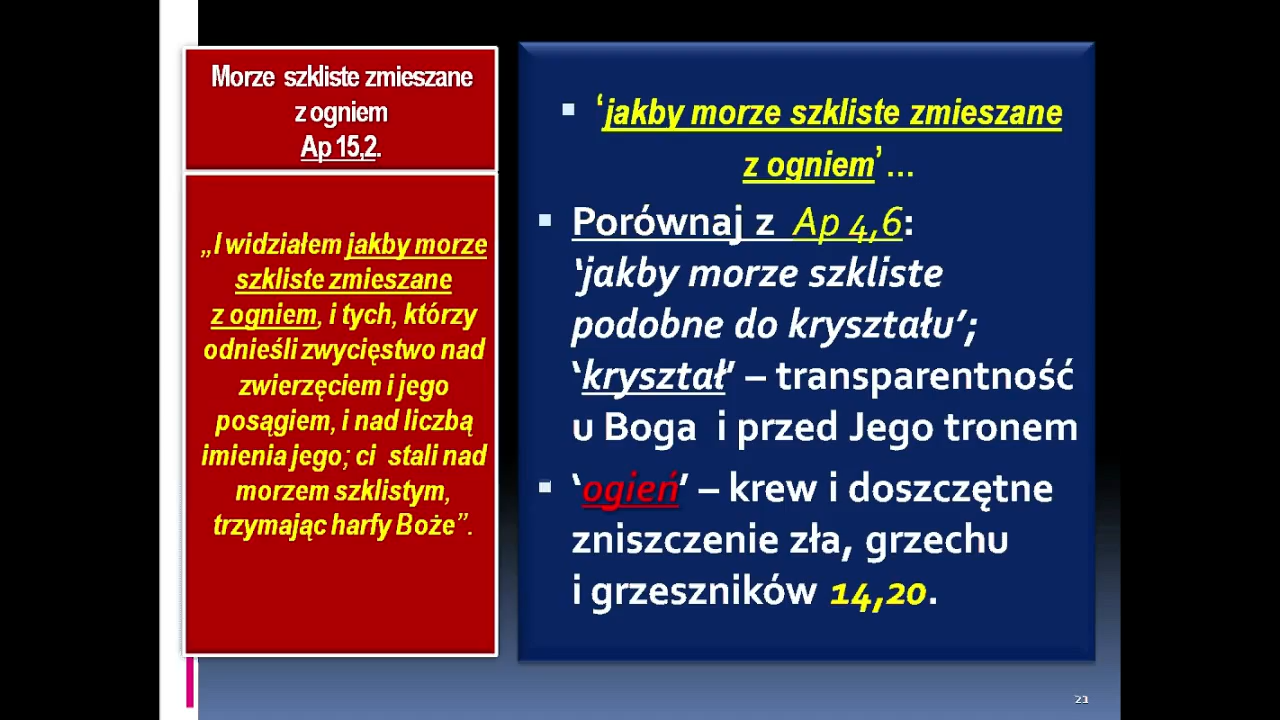 Morze szkliste zmieszane
z ogniem
Ap 15,2.
„I widziałem jakby morze
szkliste zmieszane
z ogniem, i tych, którzy
odnieśli zwycięstwo nad
zwierzęciem i jego
posągiem, i nad liczbą
imienia jego; ci stali nad
morzem szklistym,
trzymając harfy Boże”.
▪ ‘jakby morze szkliste zmieszane
z ogniem’...
▪ Porównaj z Ap 4,6:
‘jakby morze szkliste
podobne do kryształu’;
‘kryształ’ – transparentność
u Boga i przed Jego tronem
▪ ‘ogień’ – krew i doszczętne
zniszczenie zła, grzechu
i grzeszników 14,20.
21